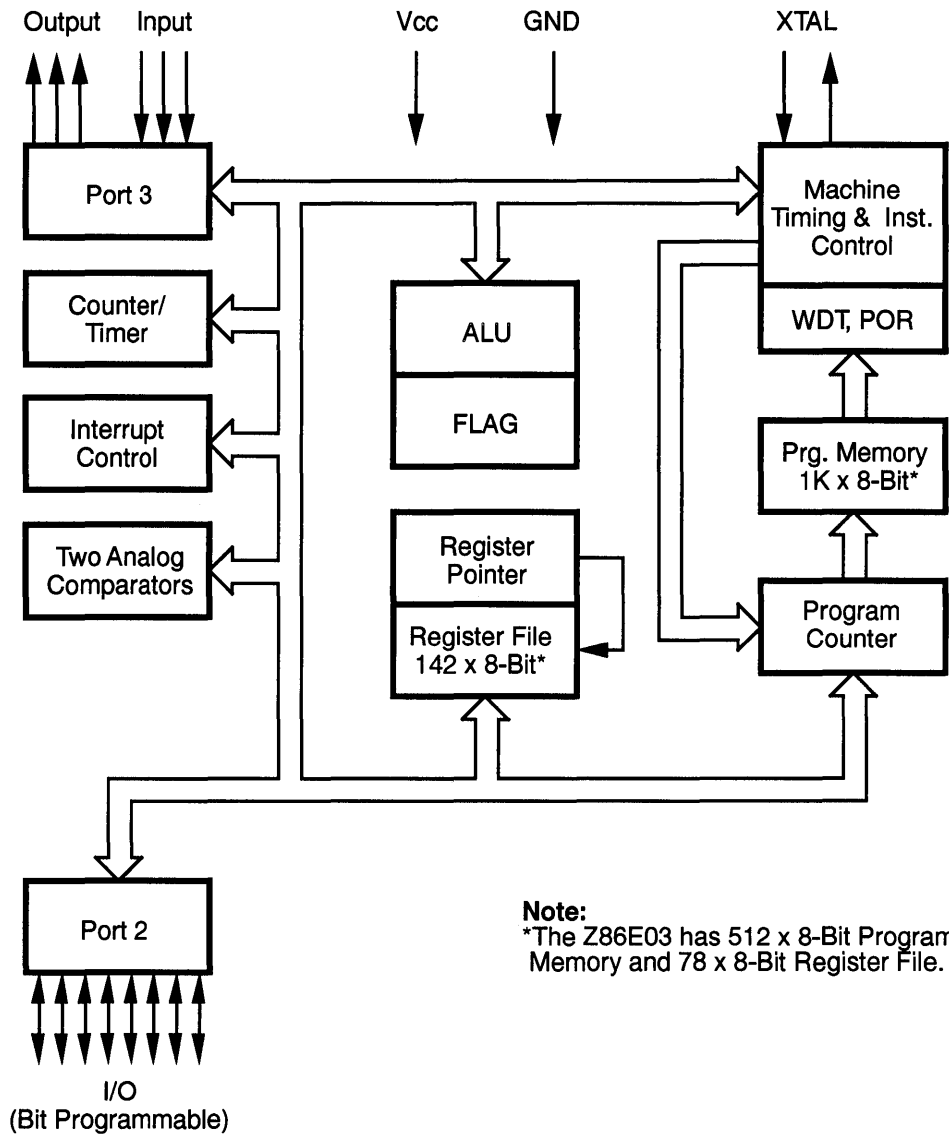 Output
Input
Vcc
GND
XTAL
Port 3
Machine
Timing & Inst.
Control
Counter/
Timer
ALU
WDT, POR
FLAG
Interrupt
Control
Prg. Memory
1K x 8-Bit*
Two Analog
Comparators
Register
Pointer
Register File
142 x 8-Bit*
Program
Counter
Port 2
Note:
*The Z86E03 has 512 x 8-Bit Program
Memory and 78 x 8-Bit Register File.
I/O
(Bit Programmable)